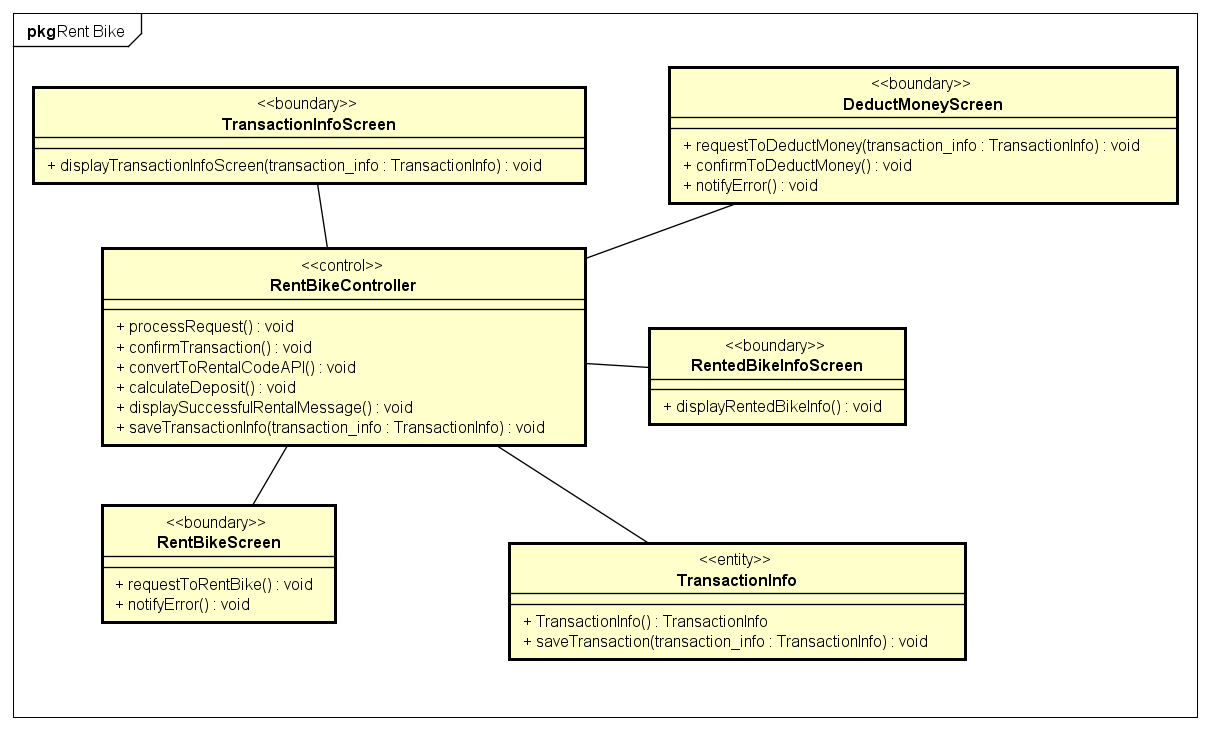 pkg Rent Bike
<<boundary>>
TransactionInfoScreen
+ displayTransactionInfoScreen(transaction_info : TransactionInfo) : void
<<boundary>>
DeductMoneyScreen
+ requestToDeductMoney(transaction_info : TransactionInfo) : void
+ confirmToDeductMoney() : void
+ notifyError() : void
<<control>>
RentBikeController
+ processRequest() : void
+ confirmTransaction() : void
+ convertToRentalCodeAPI() : void
+ calculateDeposit() : void
+ displaySuccessfulRentalMessage() : void
+ saveTransactionInfo(transaction_info : TransactionInfo) : void
<<boundary>>
RentedBikeInfoScreen
+ displayRentedBikeInfo() : void
<<boundary>>
RentBikeScreen
+ requestToRentBike() : void
+ notifyError() : void
<<entity>>
TransactionInfo
+ TransactionInfo() : TransactionInfo
+ saveTransaction(transaction_info : TransactionInfo) : void